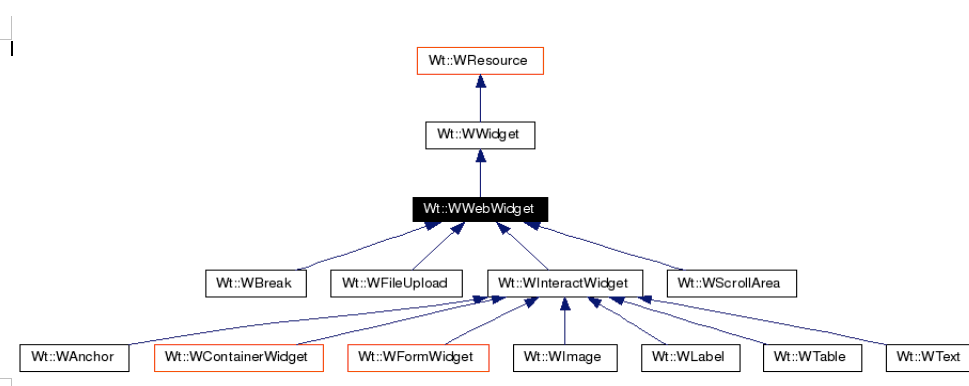 Wt::WResource
Wt::WWidget
Wt::WWebWidget
Wt::WBreak Wt::WFileUpload Wt::WInteractWidget Wt::WScrollArea
Wt::WAnchor Wt::WContainerWidget Wt::WFormWidget Wt::WImage Wt::WLabel Wt::WTable Wt::WText